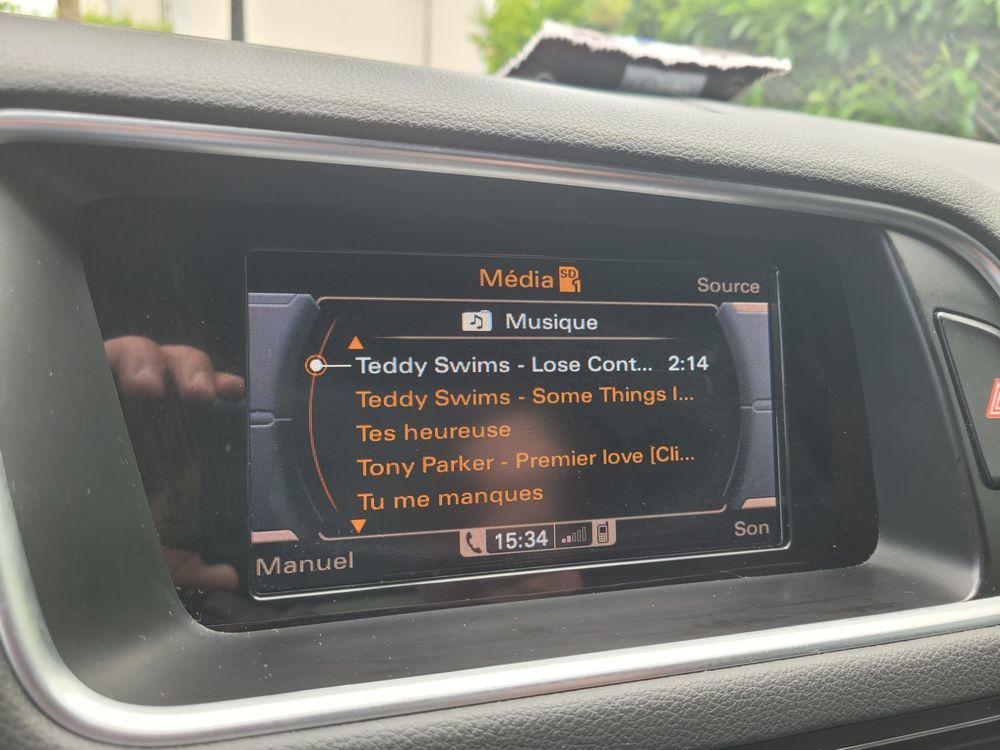 Média SD 1
Source
Musique
Teddy Swims - Lose Cont... 2:14
Teddy Swims - Some Things I...
Tes heureuse
Tony Parker - Premier love [Cli...
Tu me manques
15:34
Son
Manuel